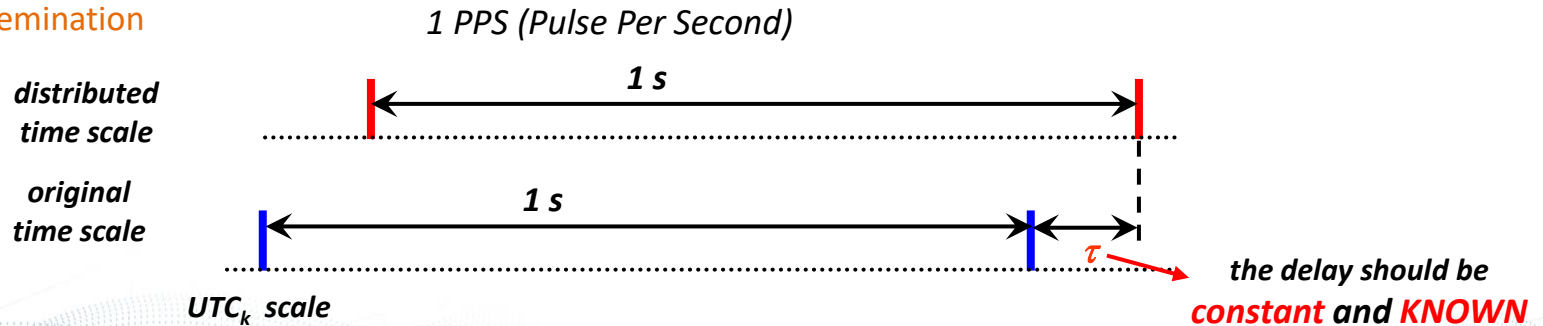 emination
1 PPS (Pulse Per Second)
distributed
time scale
1 s
original
time scale
1 s
τ
the delay should be
constant and KNOWN
UTCk scale